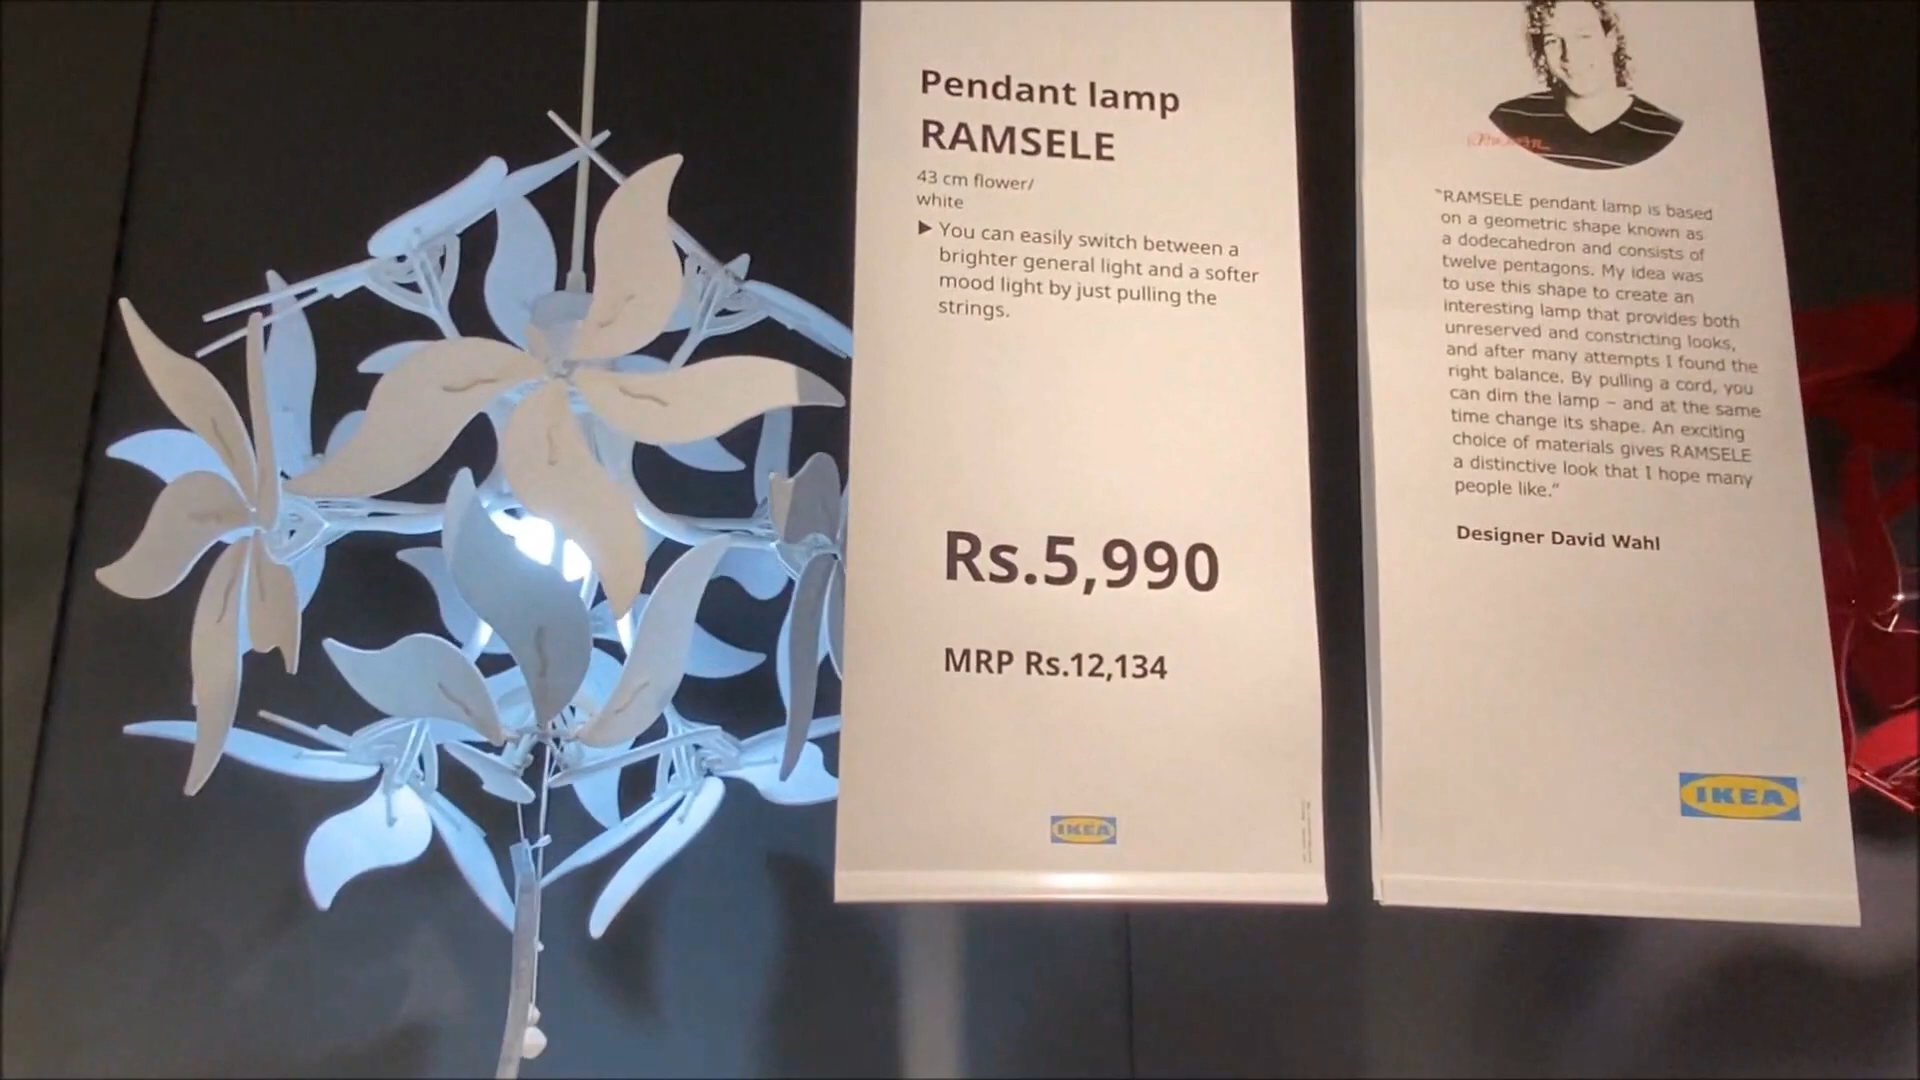 Pendant lamp
RAMSELE
43 cm flower/
white
▶ You can easily switch between a
brighter general light and a softer
mood light by just pulling the
strings.
Rs.5,990
MRP Rs.12,134
IKEA
"RAMSELE pendant lamp is based
on a geometric shape known as
a dodecahedron and consists of
twelve pentagons. My idea was
to use this shape to create an
interesting lamp that provides both
unreserved and constricting looks,
and after many attempts I found the
right balance. By pulling a cord, you
can dim the lamp – and at the same
time change its shape. An exciting
choice of materials gives RAMSELE
a distinctive look that I hope many
people like."
Designer David Wahl
IKEA